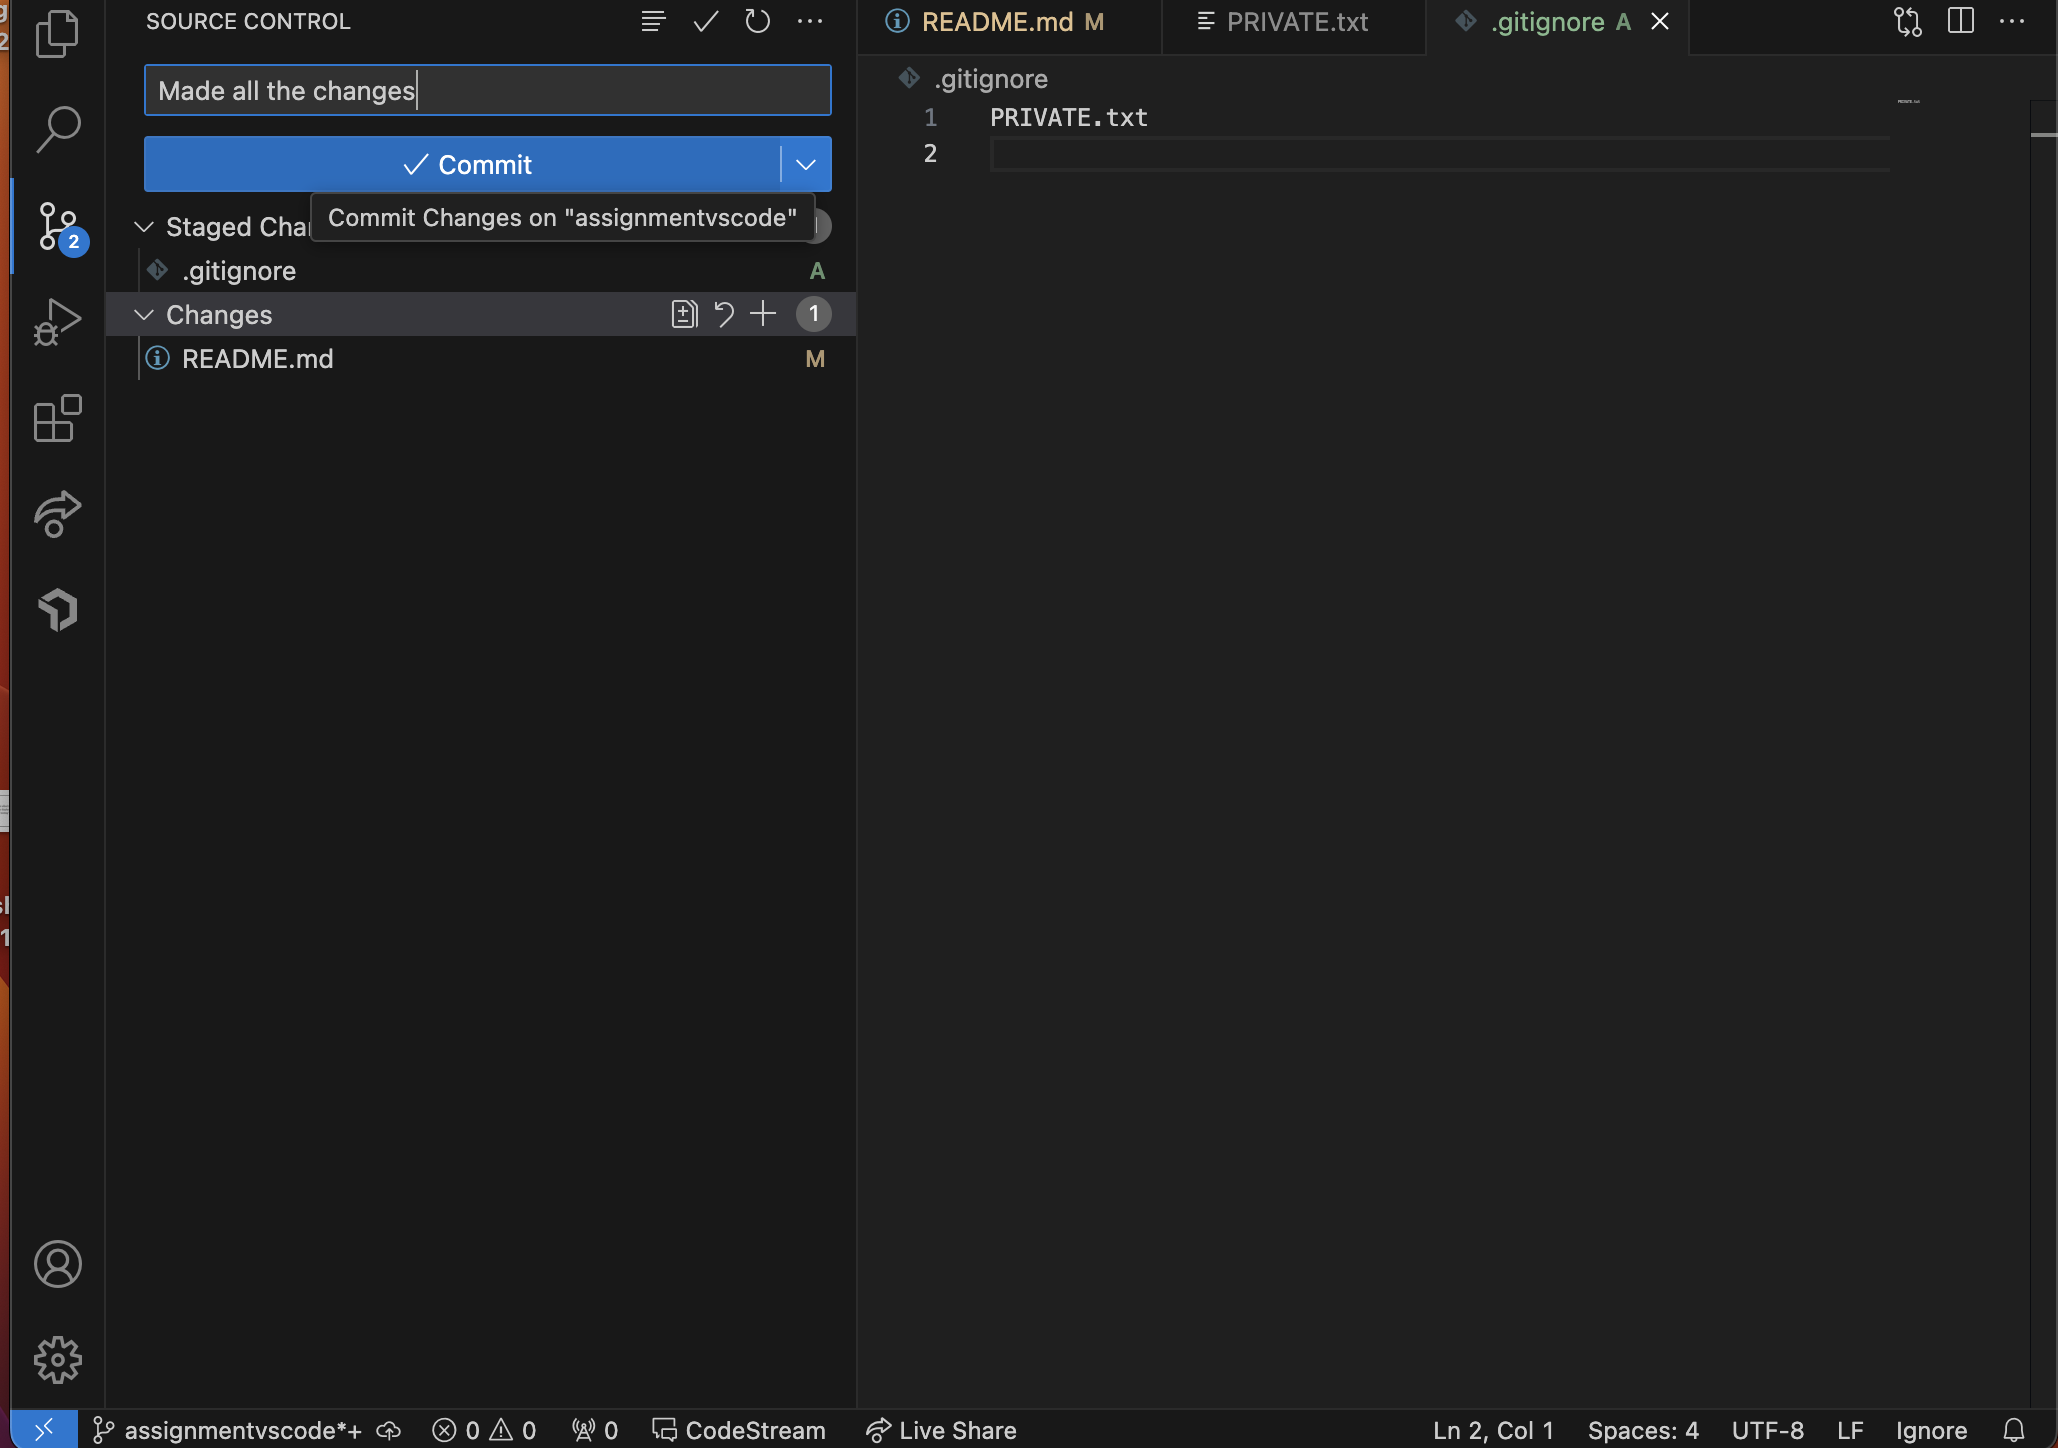 SOURCE CONTROL
Made all the changes
Commit
Commit Changes on "assignmentvscode"
Staged
.gitignore A
Changes 1
README.md M
2
README.md M
PRIVATE.txt
.gitignore A
.gitignore
1 PRIVATE.txt
2
assignmentvscode*+ 0 0 0 CodeStream Live Share Ln 2, Col 1 Spaces: 4 UTF-8 LF Ignore